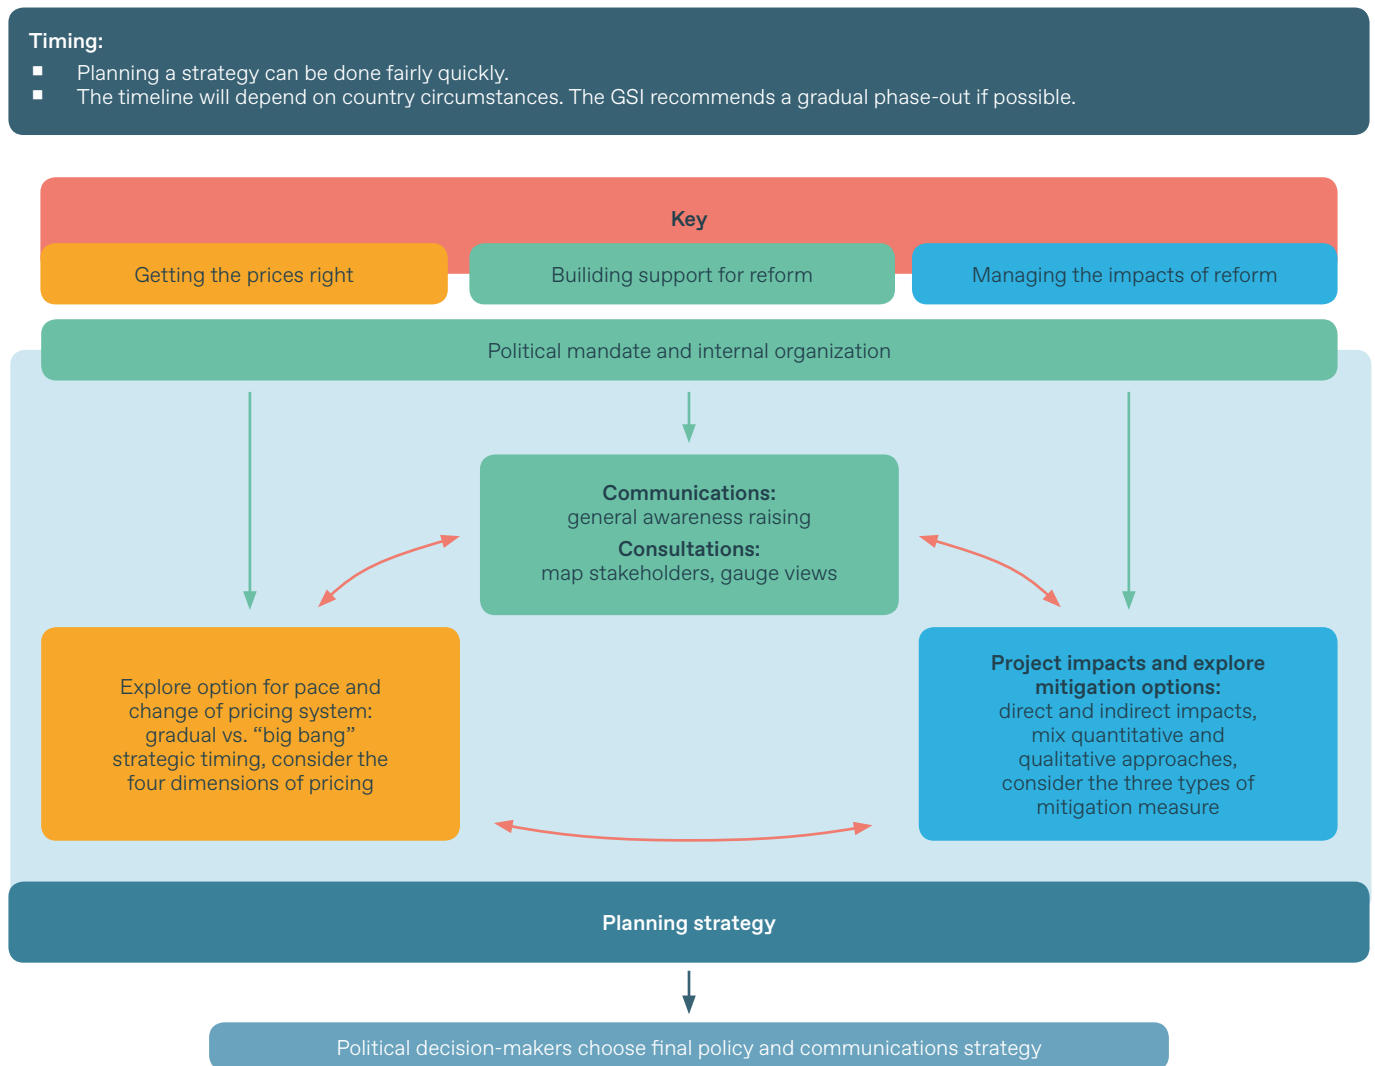 Timing:
Planning a strategy can be done fairly quickly.
The timeline will depend on country circumstances. The GSI recommends a gradual phase-out if possible.
Key
Getting the prices right
Builiding support for reform
Managing the impacts of reform
Political mandate and internal organization
Communications:
general awareness raising
Consultations:
map stakeholders, gauge views
Explore option for pace and
change of pricing system:
gradual vs. “big bang”
strategic timing, consider the
four dimensions of pricing
Project impacts and explore
mitigation options:
direct and indirect impacts,
mix quantitative and
qualitative approaches,
consider the three types of
mitigation measure
Planning strategy
Political decision-makers choose final policy and communications strategy